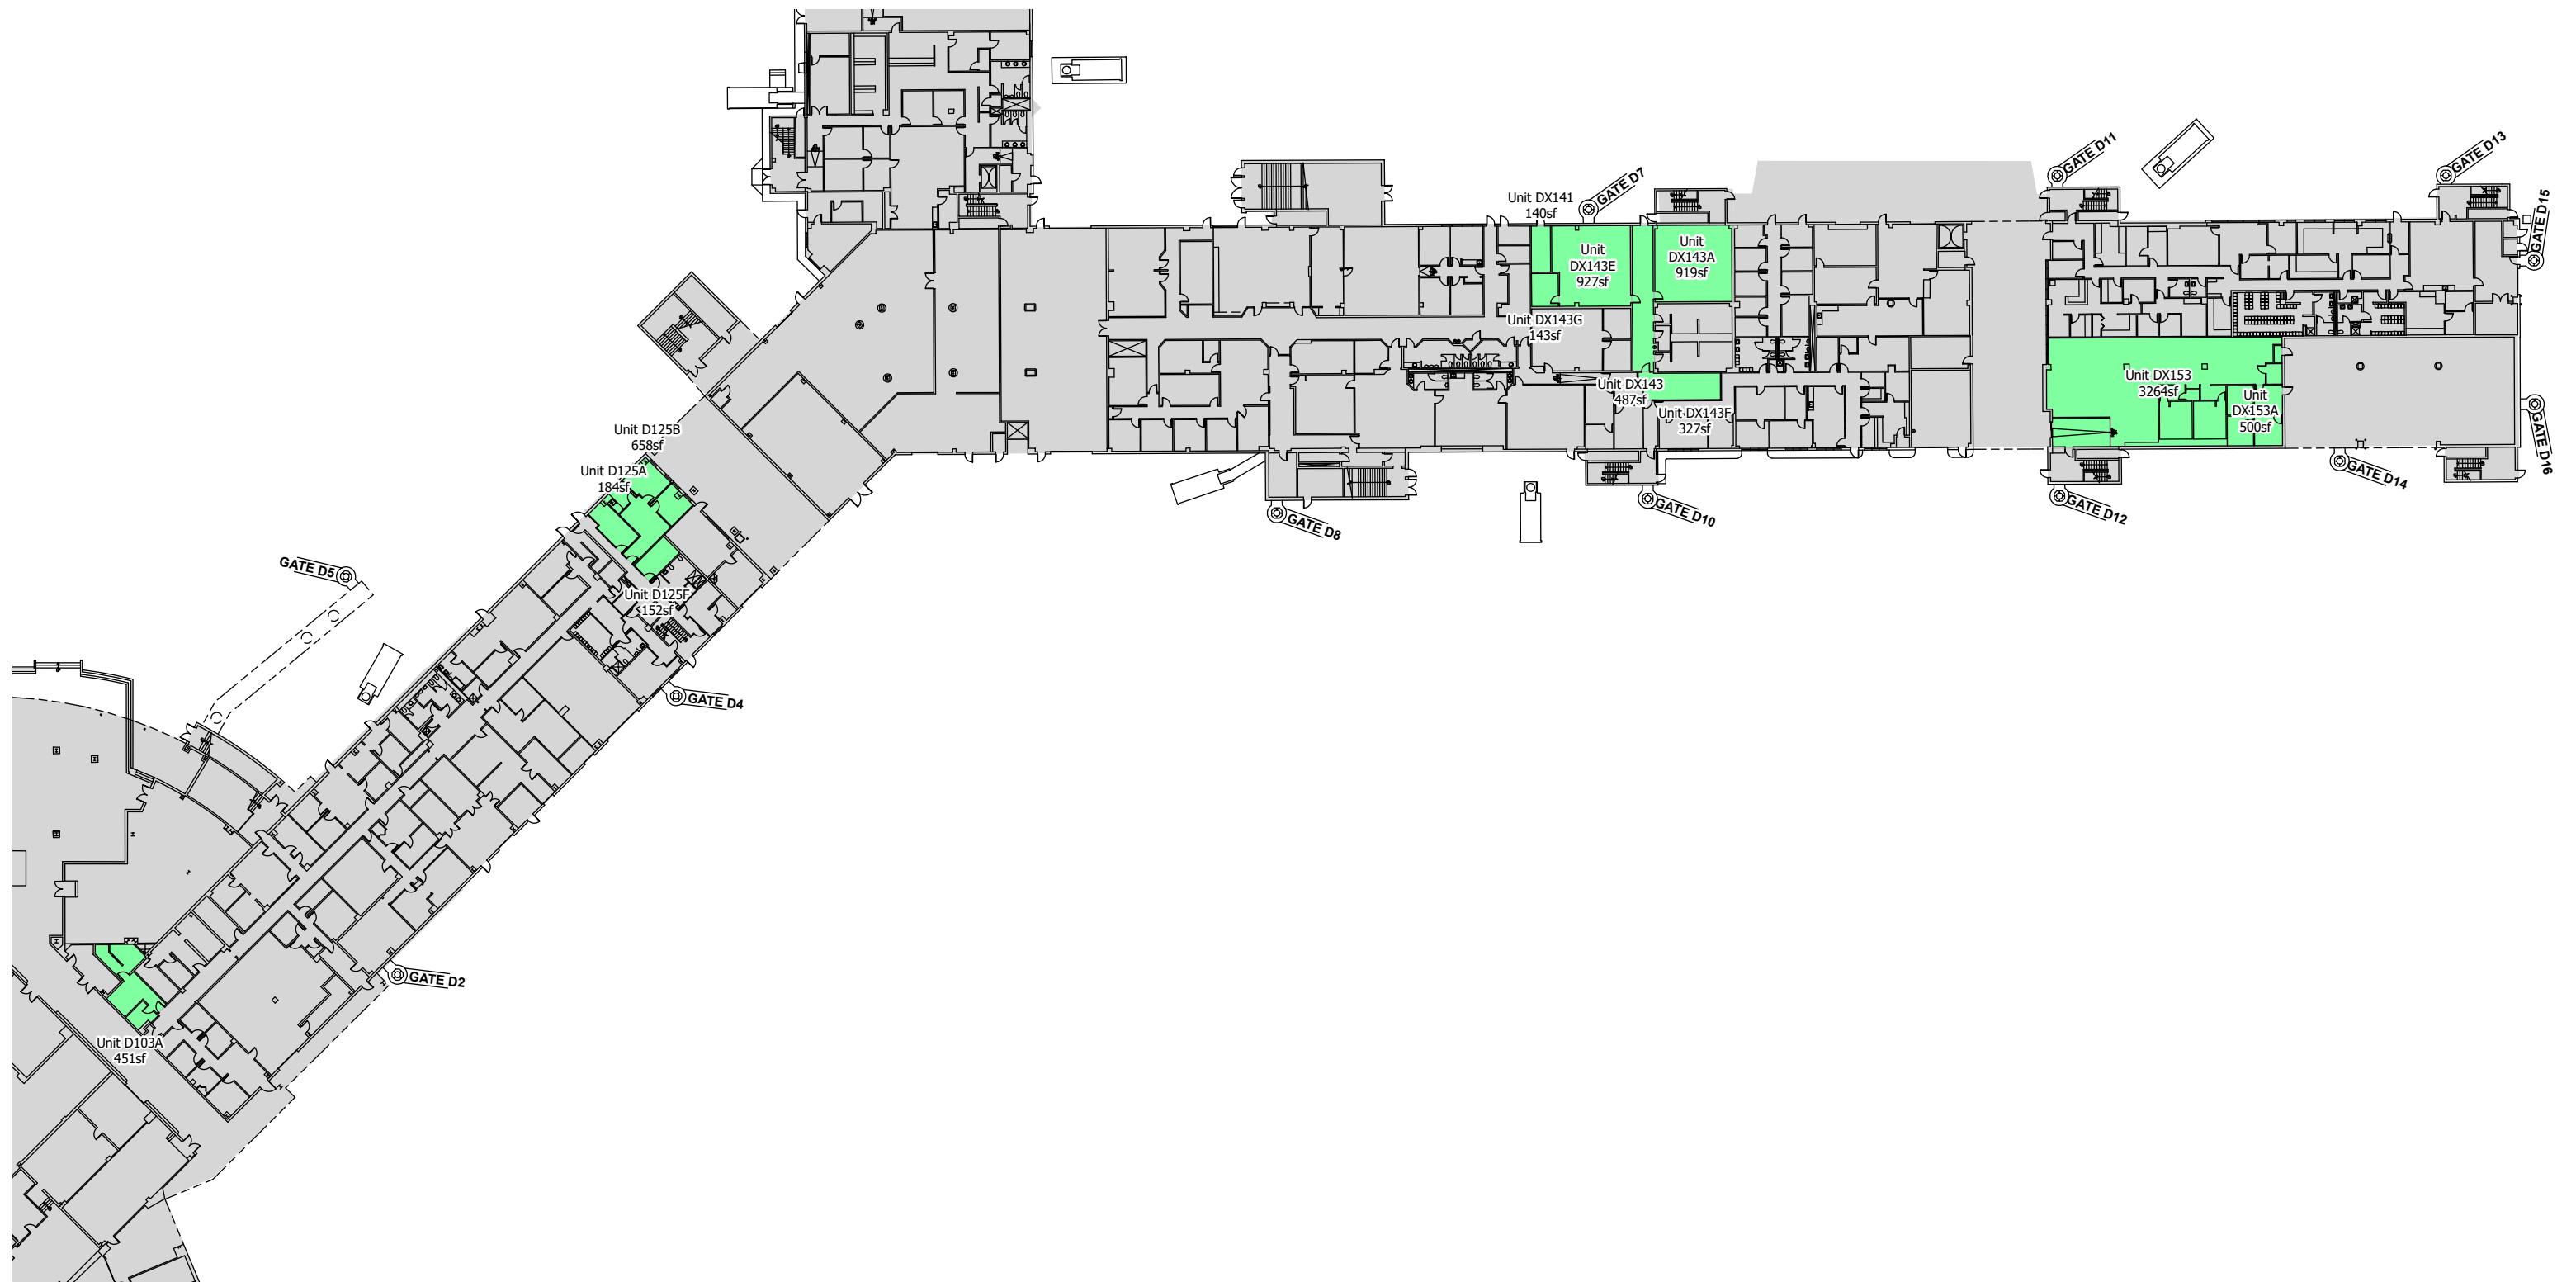 GATE D11
GATE D13
GATE D7
Unit DX141
140sf
GATE D15
Unit
DX143E
927sf
Unit
DX143A
919sf
Unit DX143G
143sf
Unit DX143
487sf
Unit DX143F
327sf
Unit DX153
3264sf
Unit
DX153A
500sf
GATE D16
GATE D14
GATE D12
GATE D10
GATE D8
Unit D125B
658sf
Unit D125A
184sf
GATE D5
Unit D125F
152sf
GATE D4
GATE D2
Unit D103A
451sf